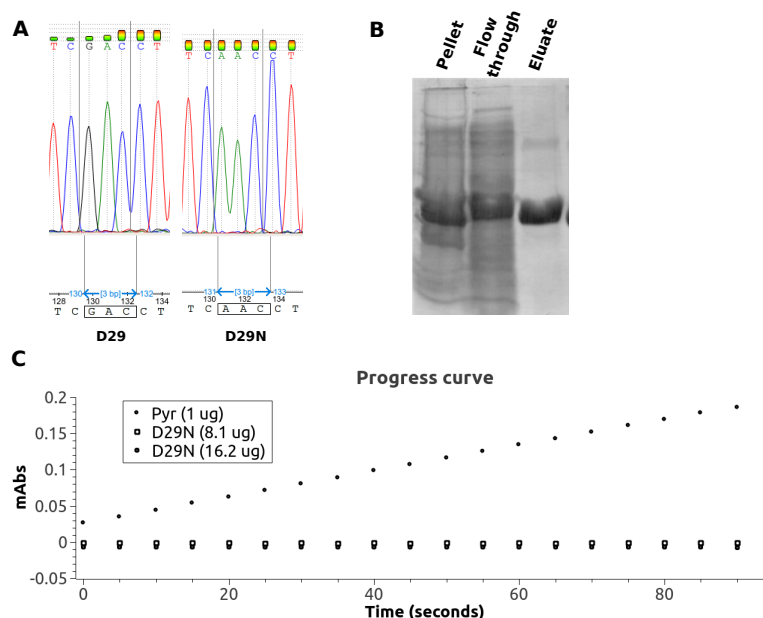 A
T C G A C C T
130 [3 bp] 132
128 130 132 134
T C G A C C T
D29
T C A A C C T
131 [3 bp] 133
130 132 134
T C A A C C T
D29N
B
Pellet
Flow
through
Eluate
C
Progress curve
Pyr (1 ug)
D29N (8.1 ug)
D29N (16.2 ug)
mAbs
0.2
0.15
0.1
0.05
0
-0.05
0 20 40 60 80
Time (seconds)